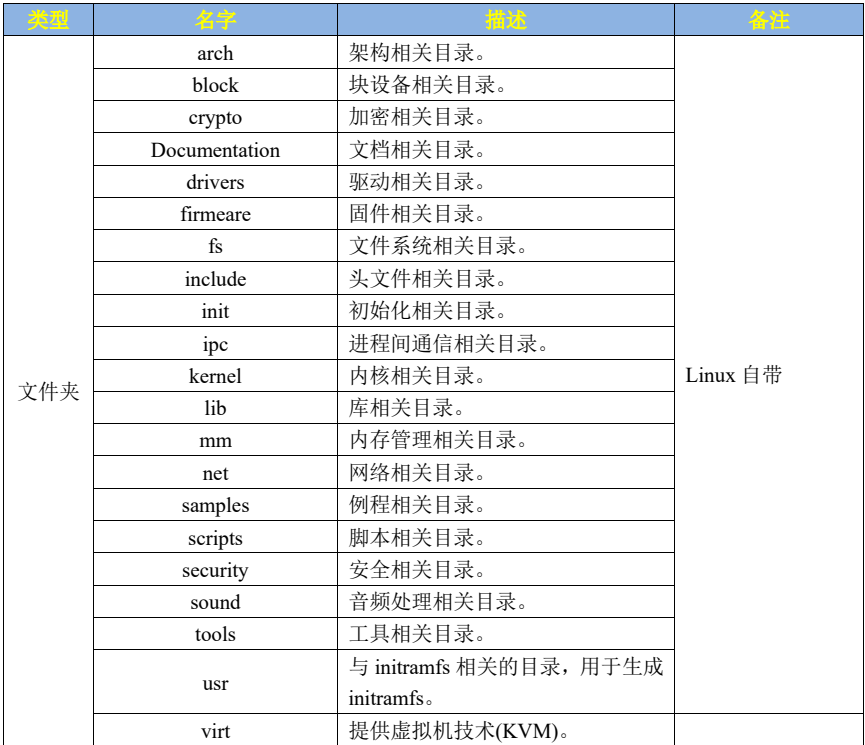 类型 名字 描述 备注
arch 架构相关目录。
block 块设备相关目录。
crypto 加密相关目录。
Documentation 文档相关目录。
drivers 驱动相关目录。
firmeare 固件相关目录。
fs 文件系统相关目录。
include 头文件相关目录。
init 初始化相关目录。
ipc 进程间通信相关目录。
kernel 内核相关目录。 Linux 自带
文件夹
lib 库相关目录。
mm 内存管理相关目录。
net 网络相关目录。
samples 例程相关目录。
scripts 脚本相关目录。
security 安全相关目录。
sound 音频处理相关目录。
tools 工具相关目录。
usr 与 initramfs 相关的目录，用于生成
initramfs。
virt 提供虚拟机技术(KVM)。